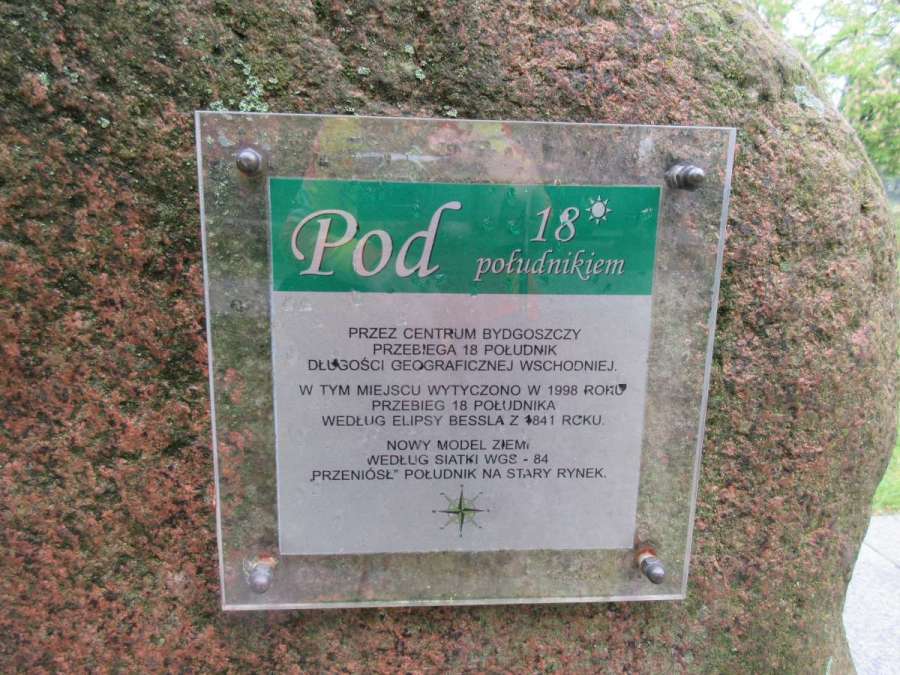 Pod 18
południkiem
PRZEZ CENTRUM BYDGOSZCZY
PRZEBIEGA 18 POŁUDNIK
DŁUGOŚCI GEOGRAFICZNEJ WSCHODNIEJ.
W TYM MIEJSCU WYTYCZONO W 1998 ROKU
PRZEBIEG 18 POŁUDNIKA
WEDŁUG ELIPSY BESSLA Z 1841 ROKU.
NOWY MODEL ZIEMI
WEDŁUG SIATKI WGS - 84
„PRZENIÓSŁ” POŁUDNIK NA STARY RYNEK.